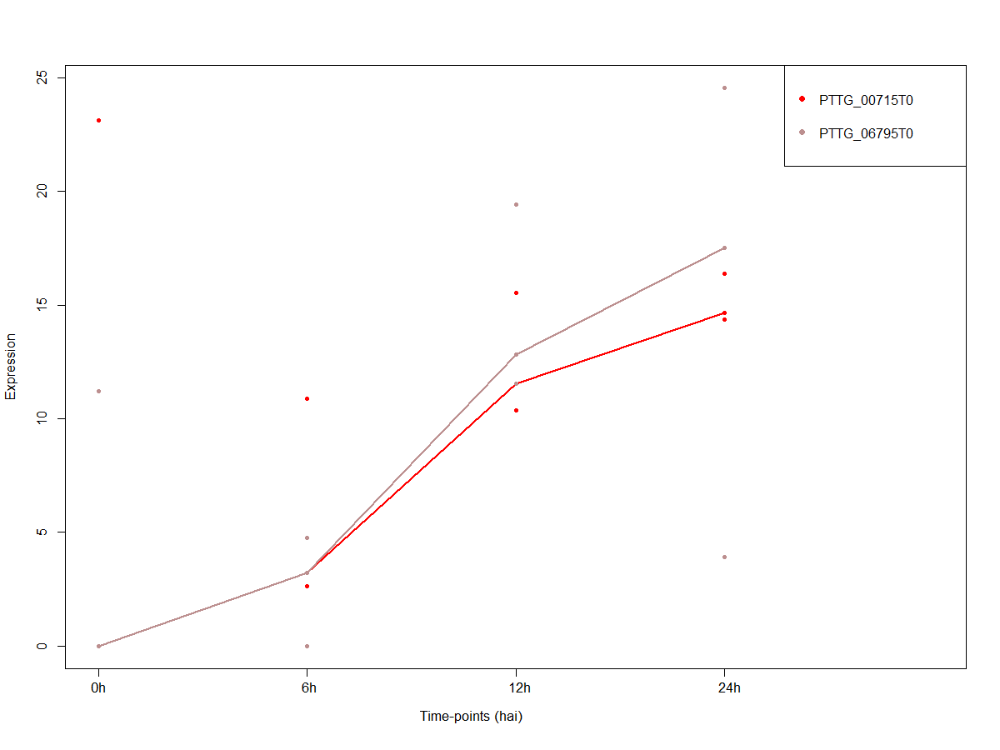 25
20
15
10
5
0
Expression
0h 6h 12h 24h
Time-points (hai)
PTTG_00715T0
PTTG_06795T0